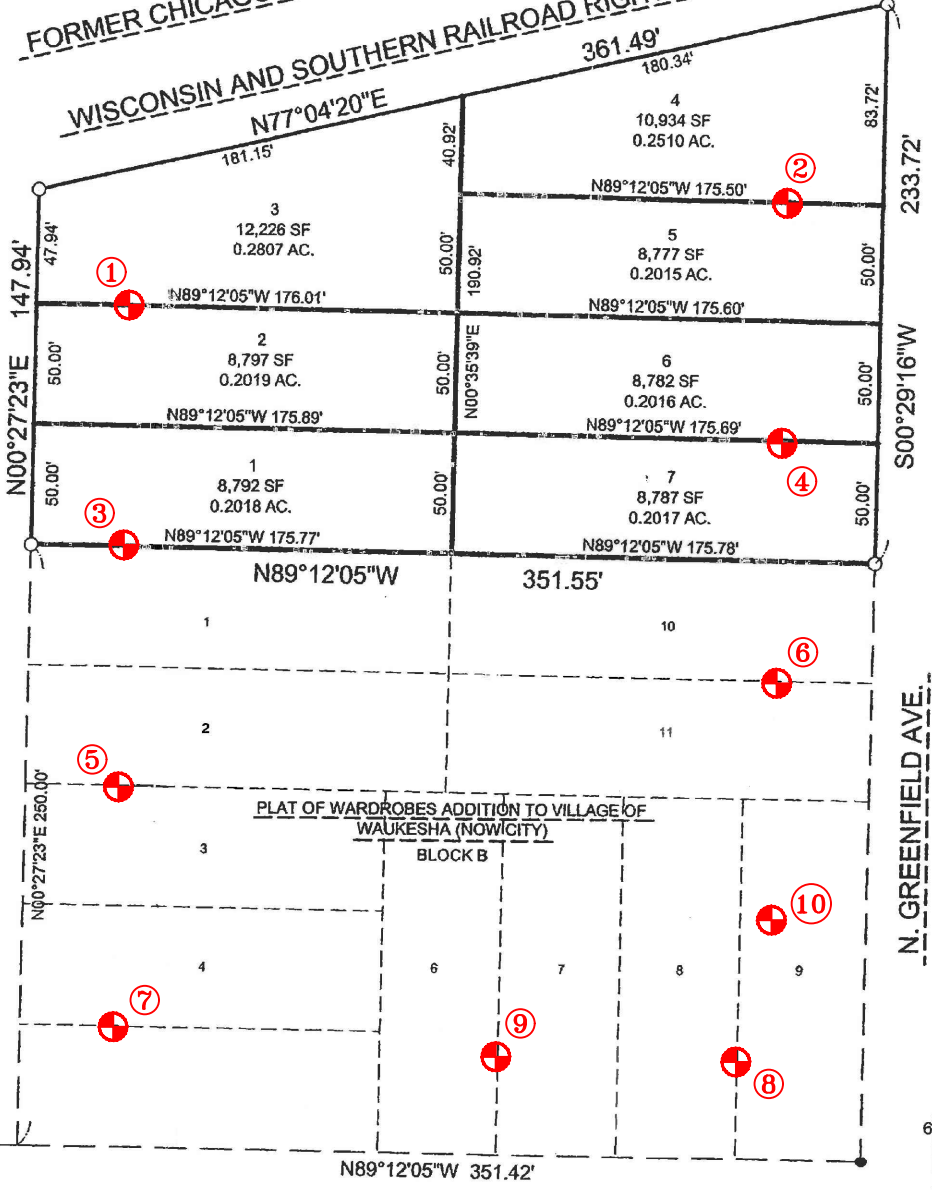 FORMER CHICAGO
WISCONSIN AND SOUTHERN RAILROAD
361.49'
180.34'
N77°04'20"E
181.15'
40.92'
4
10,934 SF
0.2510 AC.
83.72'
②
N89°12'05"W 175.50'
233.72'
47.94'
3
12,226 SF
0.2807 AC.
50.00'
190.92'
5
8,777 SF
0.2015 AC.
50.00'
147.94'
①
N89°12'05"W 176.01'
N89°12'05"W 175.60'
2
8,797 SF
0.2019 AC.
50.00'
50.00'
N00°35'39"E
6
8,782 SF
0.2016 AC.
50.00'
N00°27'23"E
S00°29'16"W
N89°12'05"W 175.89'
N89°12'05"W 175.69'
④
1
8,792 SF
0.2018 AC.
50.00'
50.00'
7
8,787 SF
0.2017 AC.
50.00'
③
N89°12'05"W 175.77'
N89°12'05"W 175.78'
N89°12'05"W 351.55'
1
10
⑥
2
11
⑤
N00°27'23"E 250.00'
PLAT OF WARDROBES ADDITION TO VILLAGE OF
WAUKESHA (NOW CITY)
BLOCK B
3
N. GREENFIELD AVE.
⑩
4
6
7
8
9
⑦
⑨
⑧
6
N89°12'05"W 351.42'